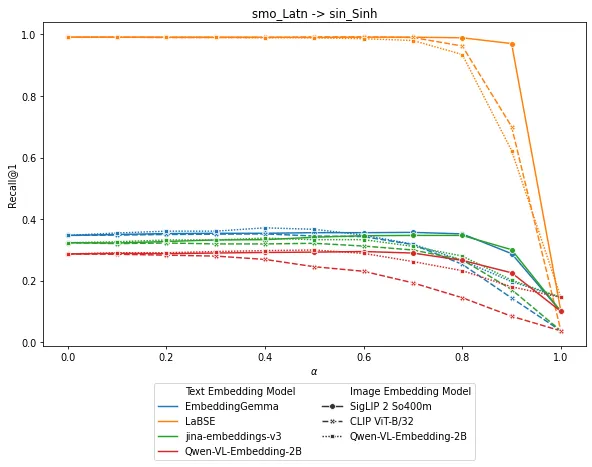 smo_Latn -> sin_Sinh
Recall@1
1.0
0.8
0.6
0.4
0.2
0.0
0.0 0.2 0.4 0.6 0.8 1.0
α
Text Embedding Model
EmbeddingGemma
LaBSE
jina-embeddings-v3
Qwen-VL-Embedding-2B
Image Embedding Model
SigLIP 2 So400m
CLIP ViT-B/32
Qwen-VL-Embedding-2B